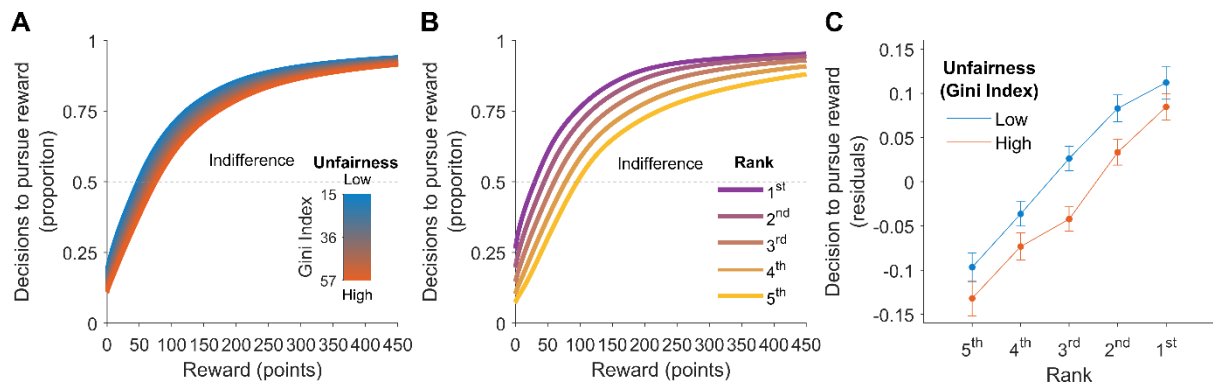 A
Decisions to pursue reward
(proporiton)
1
0.75
0.5
0.25
0
0 50 100 150 200 250 300 350 400 450
Reward (points)
Indifference
Unfairness
Low
Gini Index
15
36
57
High
B
Decisions to pursue reward
(proportion)
1
0.75
0.5
0.25
0
0 50 100 150 200 250 300 350 400 450
Reward (points)
Indifference
Rank
1st
2nd
3rd
4th
5th
C
Decision to pursue reward
(residuals)
0.15
0.1
0.05
0
-0.05
-0.1
-0.15
Unfairness
(Gini Index)
Low
High
5th 4th 3rd 2nd 1st
Rank